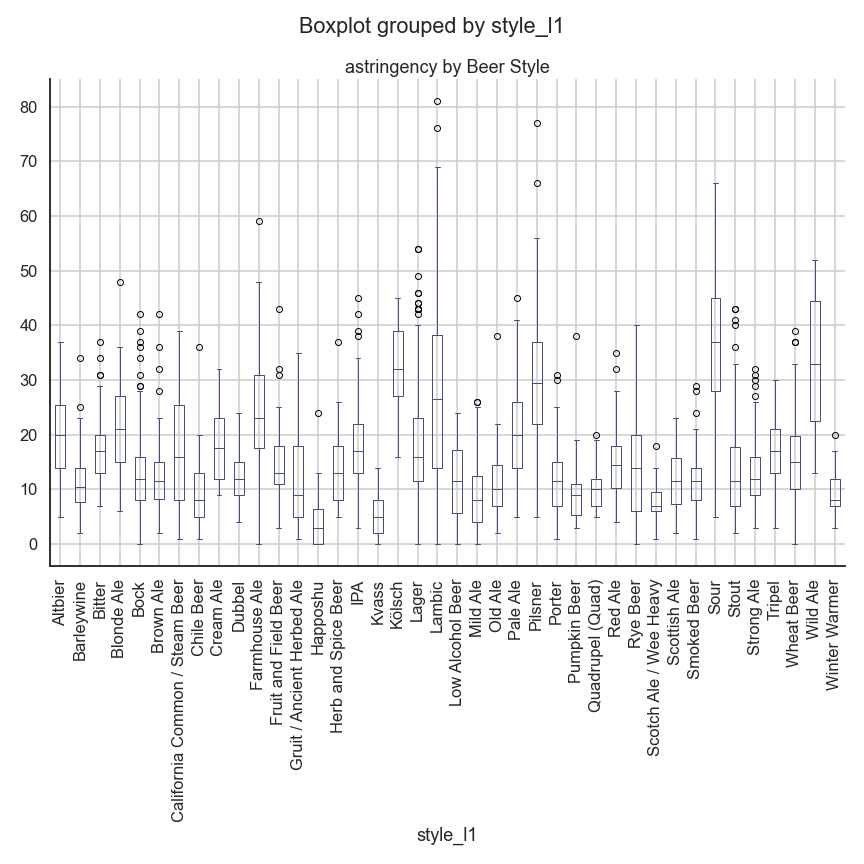 Boxplot grouped by style_l1
astringency by Beer Style
80
70
60
50
40
30
20
10
0
Altbier
Barleywine
Bitter
Blonde Ale
Bock
Brown Ale
California Common / Steam Beer
Chile Beer
Cream Ale
Dubbel
Farmhouse Ale
Fruit and Field Beer
Gruit / Ancient Herbed Ale
Happoshu
Herb and Spice Beer
IPA
Kvass
Kölsch
Lager
Lambic
Low Alcohol Beer
Mild Ale
Old Ale
Pale Ale
Pilsner
Porter
Pumpkin Beer
Quadrupel (Quad)
Red Ale
Rye Beer
Scotch Ale / Wee Heavy
Scottish Ale
Smoked Beer
Sour
Stout
Strong Ale
Tripel
Wheat Beer
Wild Ale
Winter Warmer
style_l1